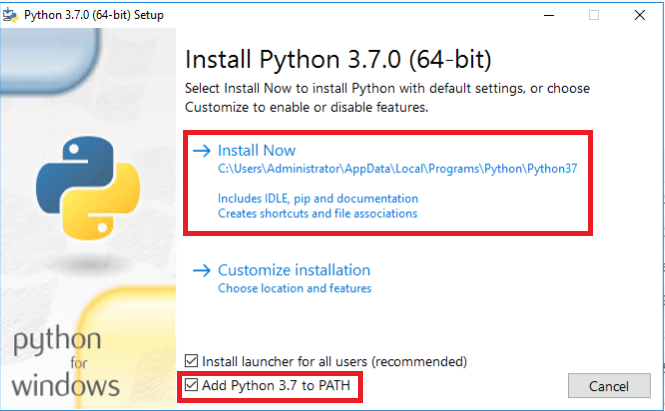 Python 3.7.0 (64-bit) Setup
Install Python 3.7.0 (64-bit)
Select Install Now to install Python with default settings, or choose
Customize to enable or disable features.
Install Now
C:\Users\Administrator\AppData\Local\Programs\Python\Python37
Includes IDLE, pip and documentation
Creates shortcuts and file associations
Customize installation
Choose location and features
python
for
windows
Install launcher for all users (recommended)
Add Python 3.7 to PATH
Cancel